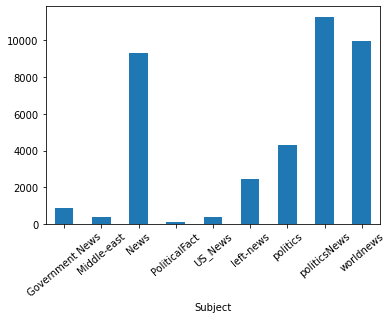 10000
8000
6000
4000
2000
0
Government News
Middle-east
News
PoliticalFact
US_News
left-news
politics
politicsNews
worldnews
Subject